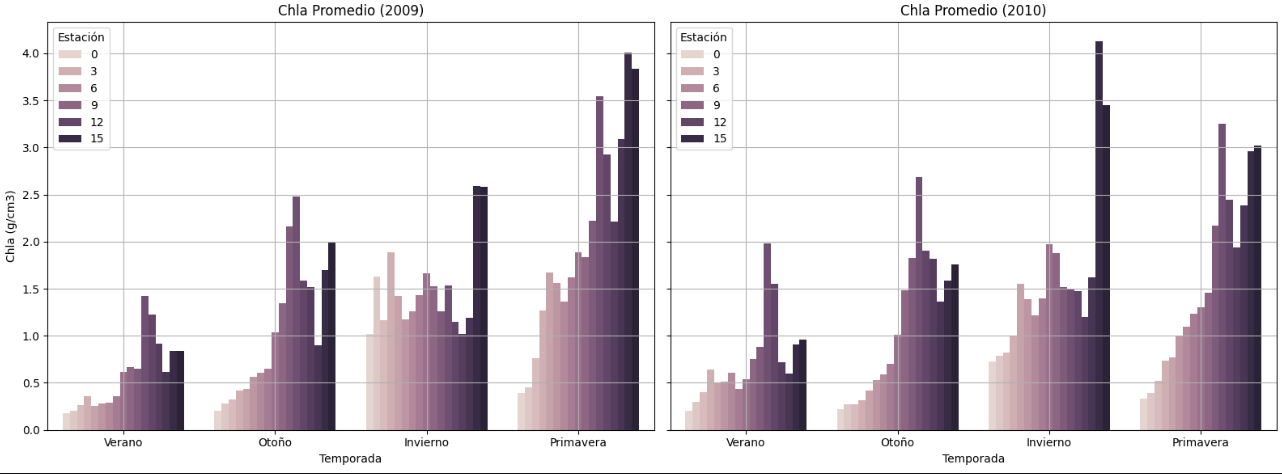 Chla Promedio (2009)
Chla (g/cm3)
4.0
3.5
3.0
2.5
2.0
1.5
1.0
0.5
0.0
Estación
0
3
6
9
12
15
Verano
Otoño
Invierno
Primavera
Temporada
Chla Promedio (2010)
Estación
0
3
6
9
12
15
Verano
Otoño
Invierno
Primavera
Temporada